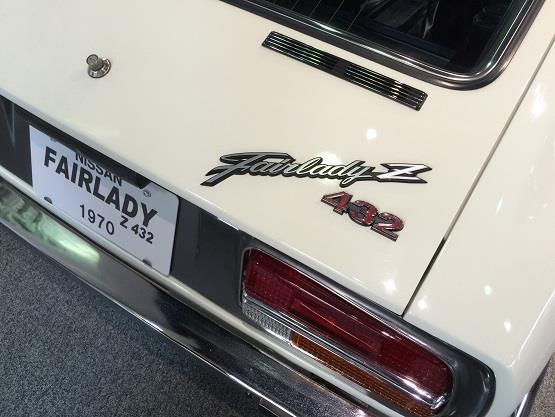 Fairlady Z
432
NISSAN
FAIRLADY
Z 432
1970